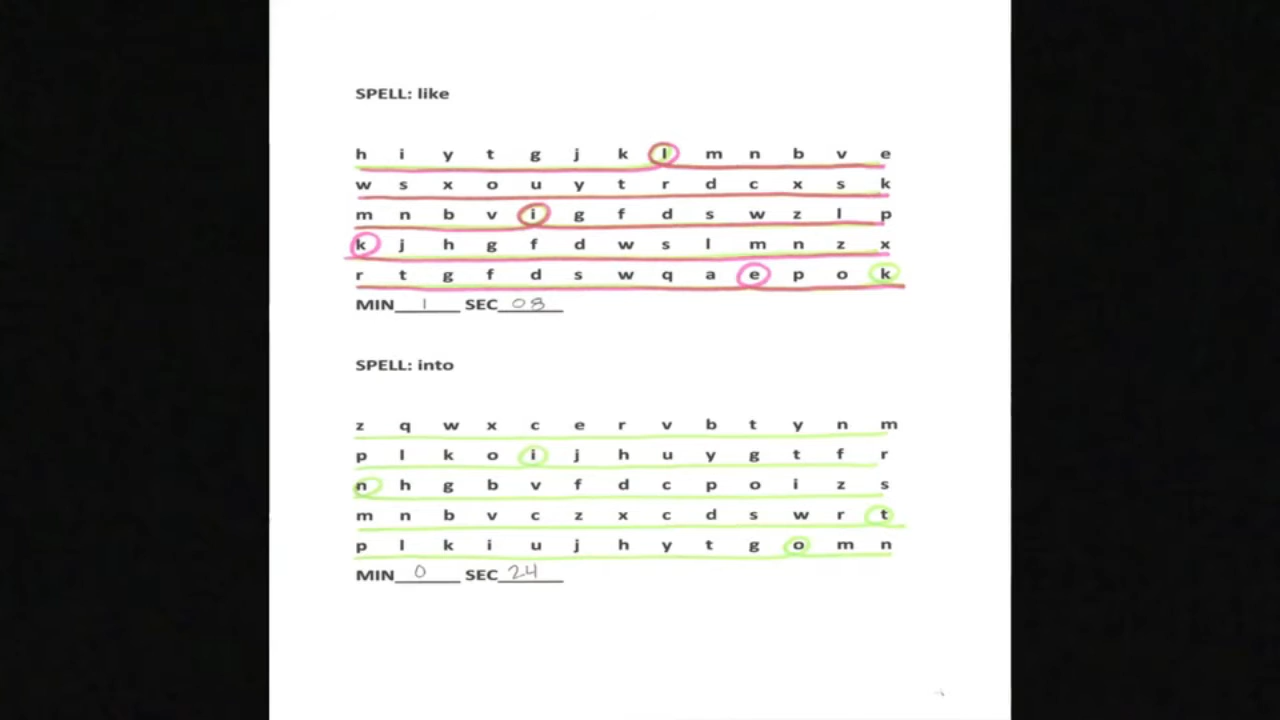 SPELL: like
h i y t g j k l m n b v e
w s x o u y t r d c x s k
m n b v i g f d s w z l p
k j h g f d w s l m n z x
r t g f d s w q a e p o k
MIN 1 SEC 08
SPELL: into
z q w x c e r v b t y n m
p l k o i j h u y g t f r
n h g b v f d c p o i z s
m n b v c z x c d s w r t
p l k i u j h y t g o m n
MIN 0 SEC 24